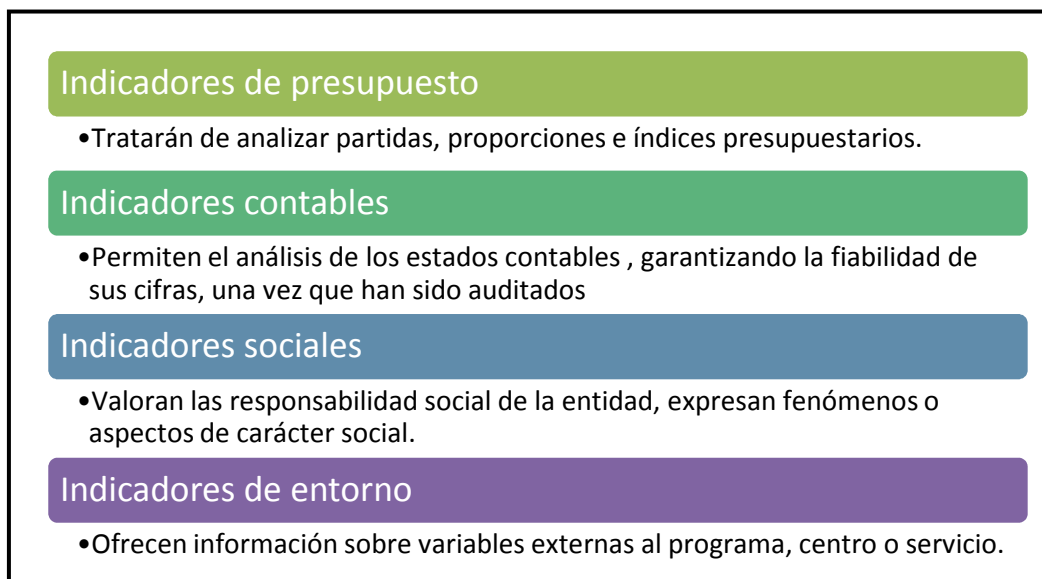 Indicadores de presupuesto
•Tratarán de analizar partidas, proporciones e índices presupuestarios.
Indicadores contables
•Permiten el análisis de los estados contables , garantizando la fiabilidad de
sus cifras, una vez que han sido auditados
Indicadores sociales
•Valoran las responsabilidad social de la entidad, expresan fenómenos o
aspectos de carácter social.
Indicadores de entorno
•Ofrecen información sobre variables externas al programa, centro o servicio.